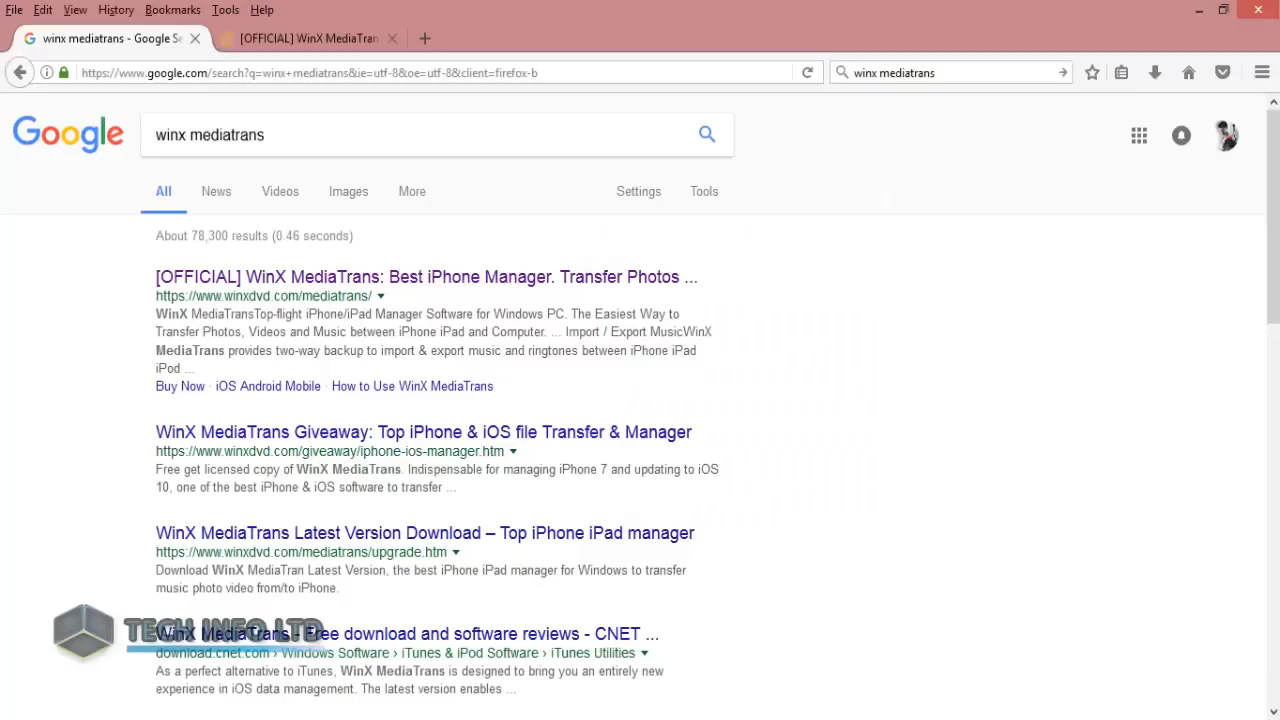 File Edit View History Bookmarks Tools Help
winx mediatrans - Google Se
[OFFICIAL] WinX MediaTran
https://www.google.com/search?q=winx+mediatrans&ie=utf-8&oe=utf-8&client=firefox-b
winx mediatrans
Google
winx mediatrans
All News Videos Images More Settings Tools
About 78,300 results (0.46 seconds)
[OFFICIAL] WinX MediaTrans: Best iPhone Manager. Transfer Photos ...
https://www.winxdvd.com/mediatrans/
WinX MediaTransTop-flight iPhone/iPad Manager Software for Windows PC. The Easiest Way to
Transfer Photos, Videos and Music between iPhone iPad and Computer. ... Import / Export MusicWinX
MediaTrans provides two-way backup to import & export music and ringtones between iPhone iPad
iPod ...
Buy Now · iOS Android Mobile · How to Use WinX MediaTrans
WinX MediaTrans Giveaway: Top iPhone & iOS file Transfer & Manager
https://www.winxdvd.com/giveaway/iphone-ios-manager.htm
Free get licensed copy of WinX MediaTrans. Indispensable for managing iPhone 7 and updating to iOS
10, one of the best iPhone & iOS software to transfer ...
WinX MediaTrans Latest Version Download – Top iPhone iPad manager
https://www.winxdvd.com/mediatrans/upgrade.htm
Download WinX MediaTran Latest Version, the best iPhone iPad manager for Windows to transfer
music photo video from/to iPhone.
TECH INFO LTD
WinX MediaTrans - Free download and software reviews - CNET ...
download.cnet.com › Windows Software › iTunes & iPod Software › iTunes Utilities
As a perfect alternative to iTunes, WinX MediaTrans is designed to bring you an entirely new
experience in iOS data management. The latest version enables ...